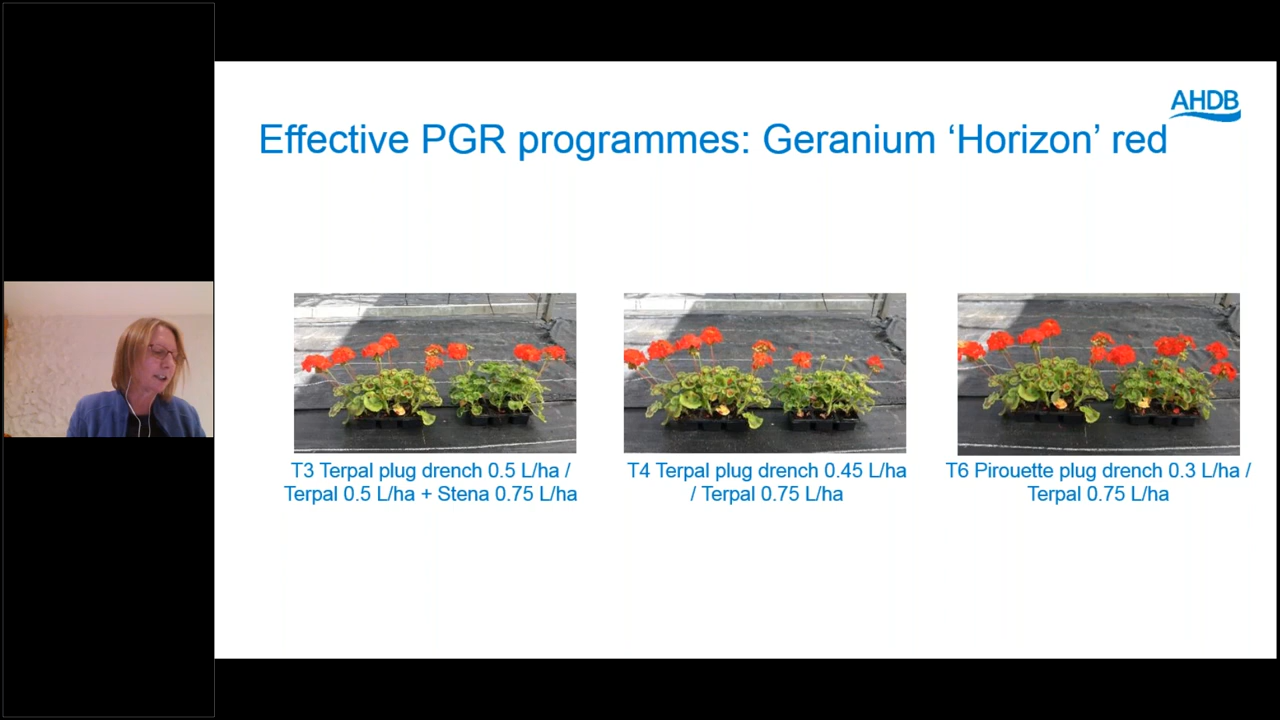 AHDB
Effective PGR programmes: Geranium ‘Horizon’ red
T3 Terpal plug drench 0.5 L/ha /
Terpal 0.5 L/ha + Stena 0.75 L/ha
T4 Terpal plug drench 0.45 L/ha
/ Terpal 0.75 L/ha
T6 Pirouette plug drench 0.3 L/ha /
Terpal 0.75 L/ha